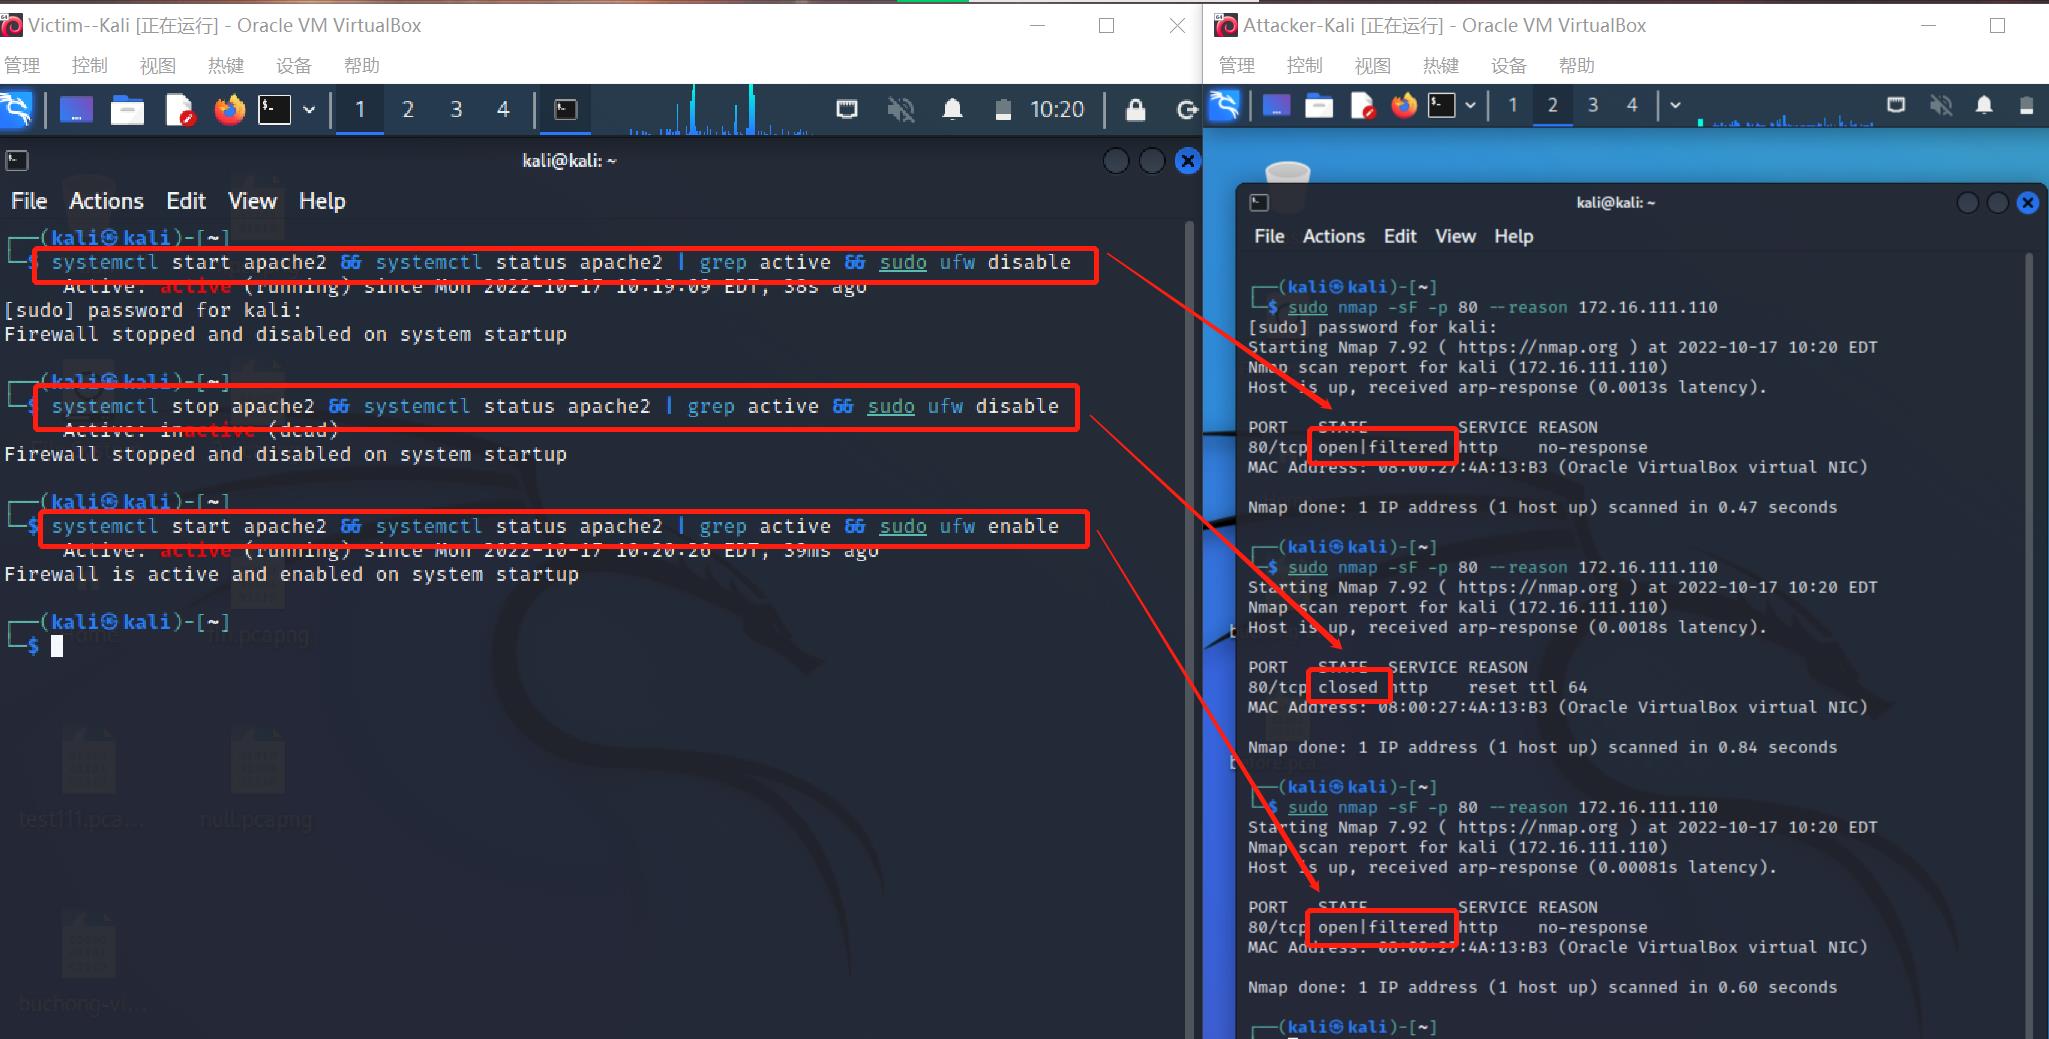 Victim--Kali [正在运行] - Oracle VM VirtualBox
管理 控制 视图 热键 设备 帮助
1 2 3 4 10:20
kali@kali: ~
File Actions Edit View Help
(kali㉿kali)-[~]
$ systemctl start apache2 && systemctl status apache2 | grep active && sudo ufw disable
Active: active (running) since Mon 2022-10-17 10:19:09 EDT, 38s ago
[sudo] password for kali:
Firewall stopped and disabled on system startup
(kali㉿kali)-[~]
$ systemctl stop apache2 && systemctl status apache2 | grep active && sudo ufw disable
Active: inactive (dead)
Firewall stopped and disabled on system startup
(kali㉿kali)-[~]
$ systemctl start apache2 && systemctl status apache2 | grep active && sudo ufw enable
Active: active (running) since Mon 2022-10-17 10:20:26 EDT, 39ms ago
Firewall is active and enabled on system startup
(kali㉿kali)-[~]
$
Home
test111.pca...
null.pcapng
buchong-vi...
Attacker-Kali [正在运行] - Oracle VM VirtualBox
管理 控制 视图 热键 设备 帮助
1 2 3 4
kali@kali: ~
File Actions Edit View Help
(kali㉿kali)-[~]
$ sudo nmap -sF -p 80 --reason 172.16.111.110
[sudo] password for kali:
Starting Nmap 7.92 ( https://nmap.org ) at 2022-10-17 10:20 EDT
Nmap scan report for kali (172.16.111.110)
Host is up, received arp-response (0.0013s latency).
PORT STATE SERVICE REASON
80/tcp open|filtered http no-response
MAC Address: 08:00:27:4A:13:B3 (Oracle VirtualBox virtual NIC)
Nmap done: 1 IP address (1 host up) scanned in 0.47 seconds
(kali㉿kali)-[~]
$ sudo nmap -sF -p 80 --reason 172.16.111.110
Starting Nmap 7.92 ( https://nmap.org ) at 2022-10-17 10:20 EDT
Nmap scan report for kali (172.16.111.110)
Host is up, received arp-response (0.0018s latency).
PORT STATE SERVICE REASON
80/tcp closed http reset ttl 64
MAC Address: 08:00:27:4A:13:B3 (Oracle VirtualBox virtual NIC)
Nmap done: 1 IP address (1 host up) scanned in 0.84 seconds
(kali㉿kali)-[~]
$ sudo nmap -sF -p 80 --reason 172.16.111.110
Starting Nmap 7.92 ( https://nmap.org ) at 2022-10-17 10:20 EDT
Nmap scan report for kali (172.16.111.110)
Host is up, received arp-response (0.00081s latency).
PORT STATE SERVICE REASON
80/tcp open|filtered http no-response
MAC Address: 08:00:27:4A:13:B3 (Oracle VirtualBox virtual NIC)
Nmap done: 1 IP address (1 host up) scanned in 0.60 seconds
(kali㉿kali)-[~]